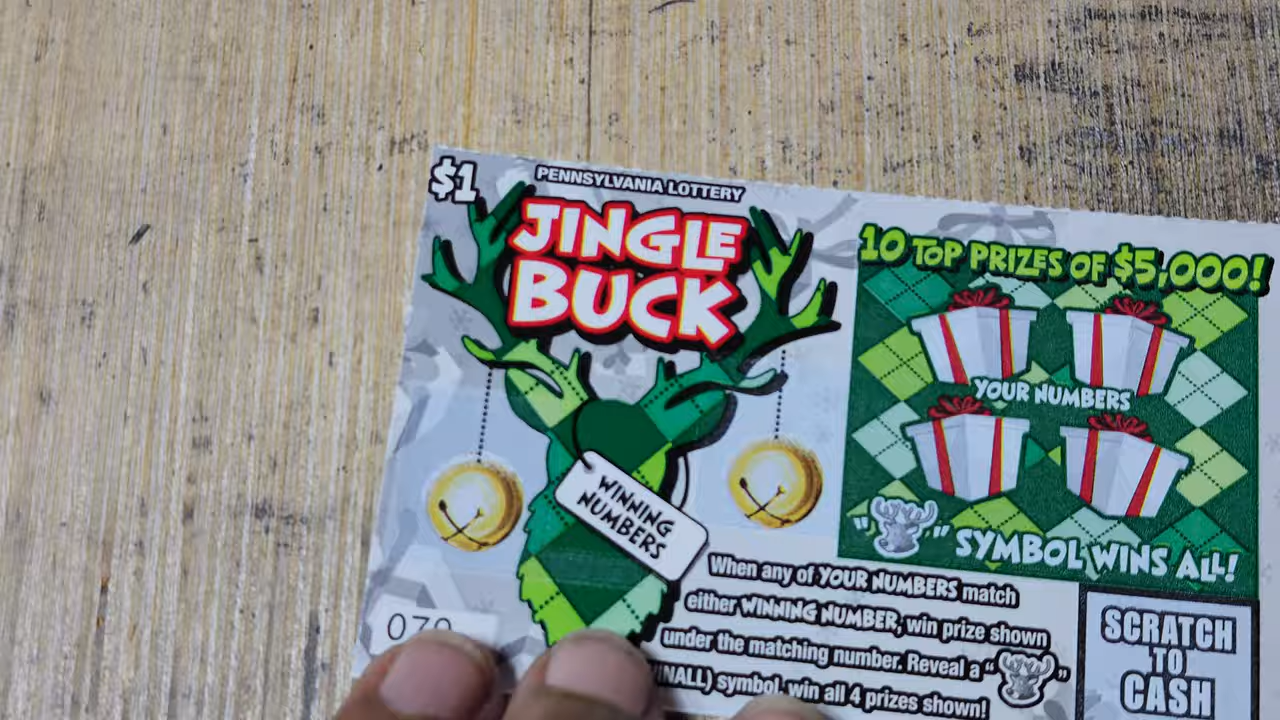 $1
PENNSYLVANIA LOTTERY
JINGLE
BUCK
WINNING
NUMBERS
10 TOP PRIZES OF $5,000!
YOUR NUMBERS
" " SYMBOL WINS ALL!
When any of YOUR NUMBERS match
either WINNING NUMBER, win prize shown
under the matching number. Reveal a " "
symbol, win all 4 prizes shown!
SCRATCH
TO
CASH